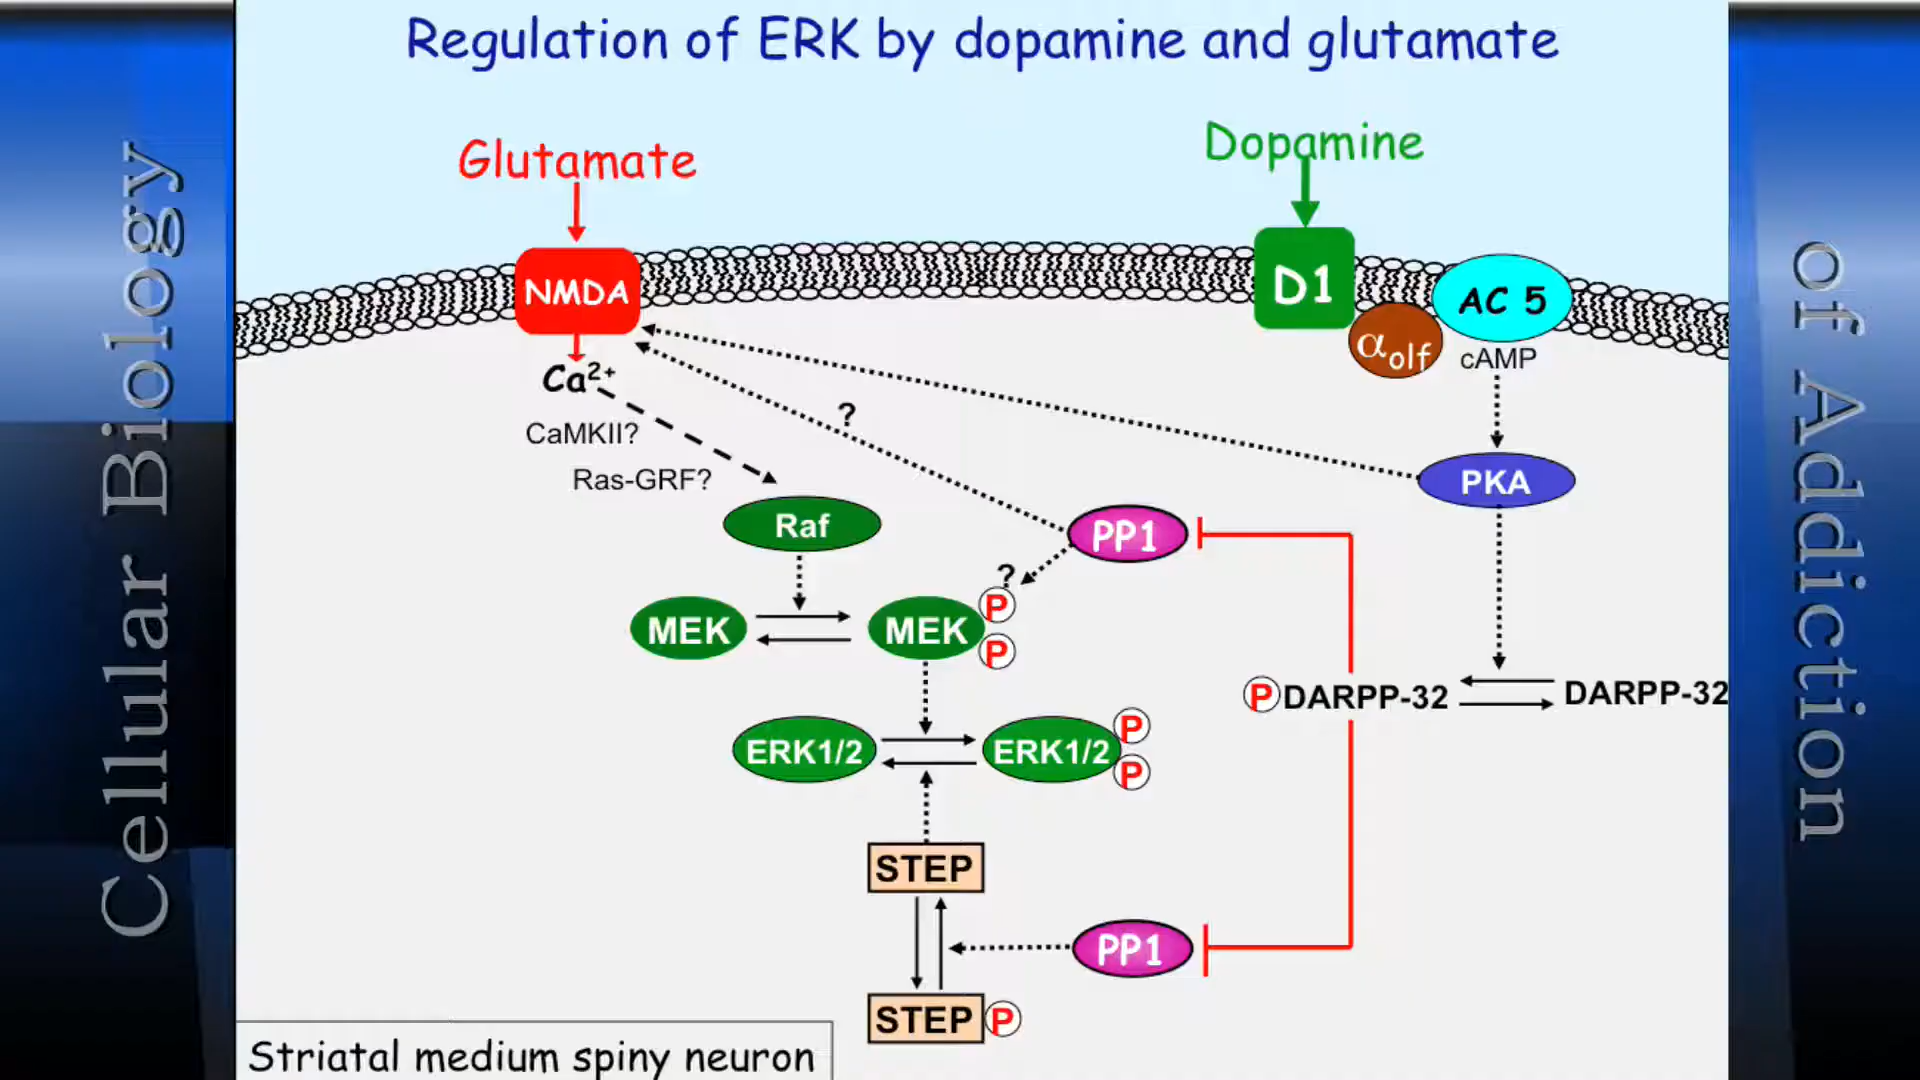 Regulation of ERK by dopamine and glutamate
Cellular Biology
of Addiction
Glutamate
Dopamine
NMDA
D1
AC 5
αolf
cAMP
Ca²⁺
CaMKII?
Ras-GRF?
?
PKA
Raf
PP1
?
MEK
MEK
P
P
P DARPP-32
DARPP-32
ERK1/2
ERK1/2
P
P
STEP
PP1
STEP P
Striatal medium spiny neuron